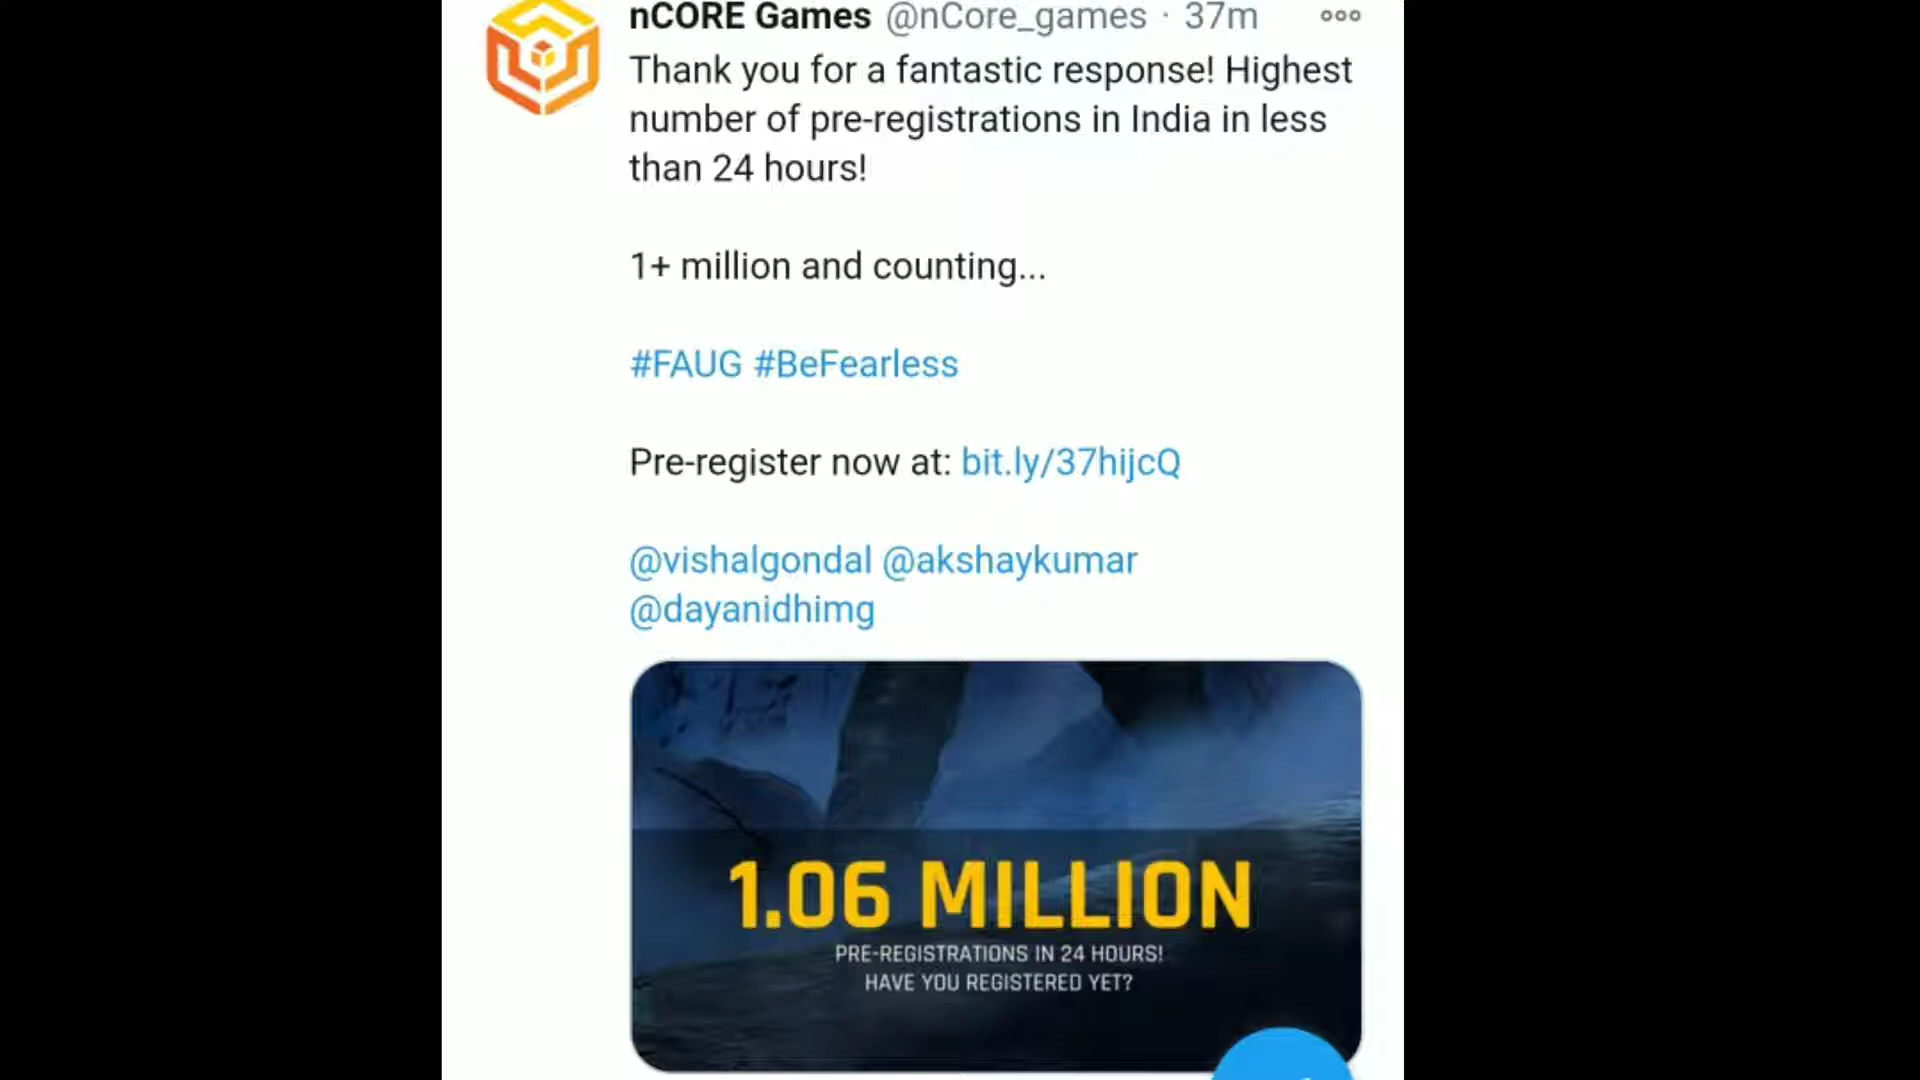 nCORE Games @nCore_games · 37m
Thank you for a fantastic response! Highest
number of pre-registrations in India in less
than 24 hours!
1+ million and counting...
#FAUG #BeFearless
Pre-register now at: bit.ly/37hijcQ
@vishalgondal @akshaykumar
@dayanidhimg
1.06 MILLION
PRE-REGISTRATIONS IN 24 HOURS!
HAVE YOU REGISTERED YET?